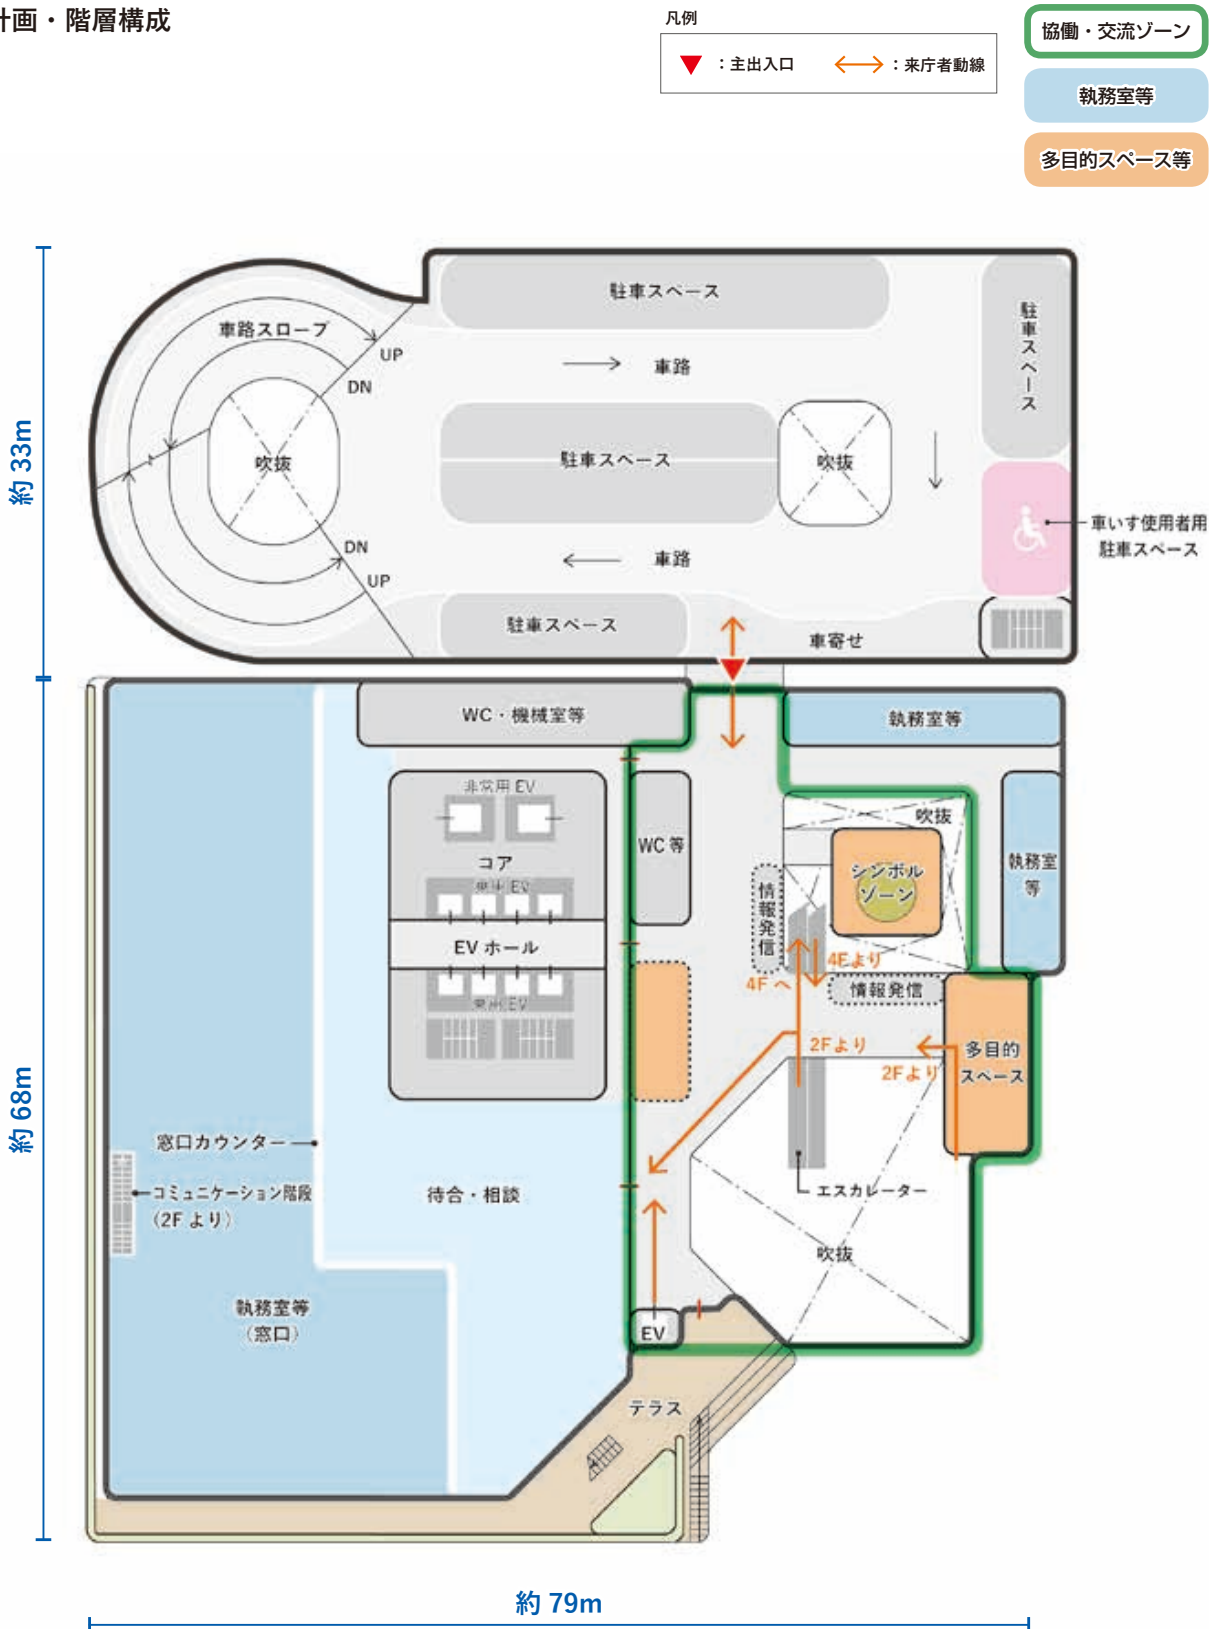 計画・階層構成
凡例
：主出入口
：来庁者動線
協働・交流ゾーン
執務室等
多目的スペース等
約 33m
約 68m
約 79m
駐車スペース
駐車スペース
車路スロープ
UP
DN
車路
吹抜
駐車スペース
吹抜
車いす使用者用
駐車スペース
DN
UP
車路
駐車スペース
車寄せ
WC・機械室等
執務室等
非常用 EV
コア
EV
WC 等
吹抜
シンボル
ゾーン
執務室
等
情報発信
EV ホール
EV
4Fより
4F へ
情報発信
2Fより
2Fより
多目的
スペース
窓口カウンター
コミュニケーション階段
（2F より）
待合・相談
エスカレーター
吹抜
執務室等
（窓口）
EV
テラス